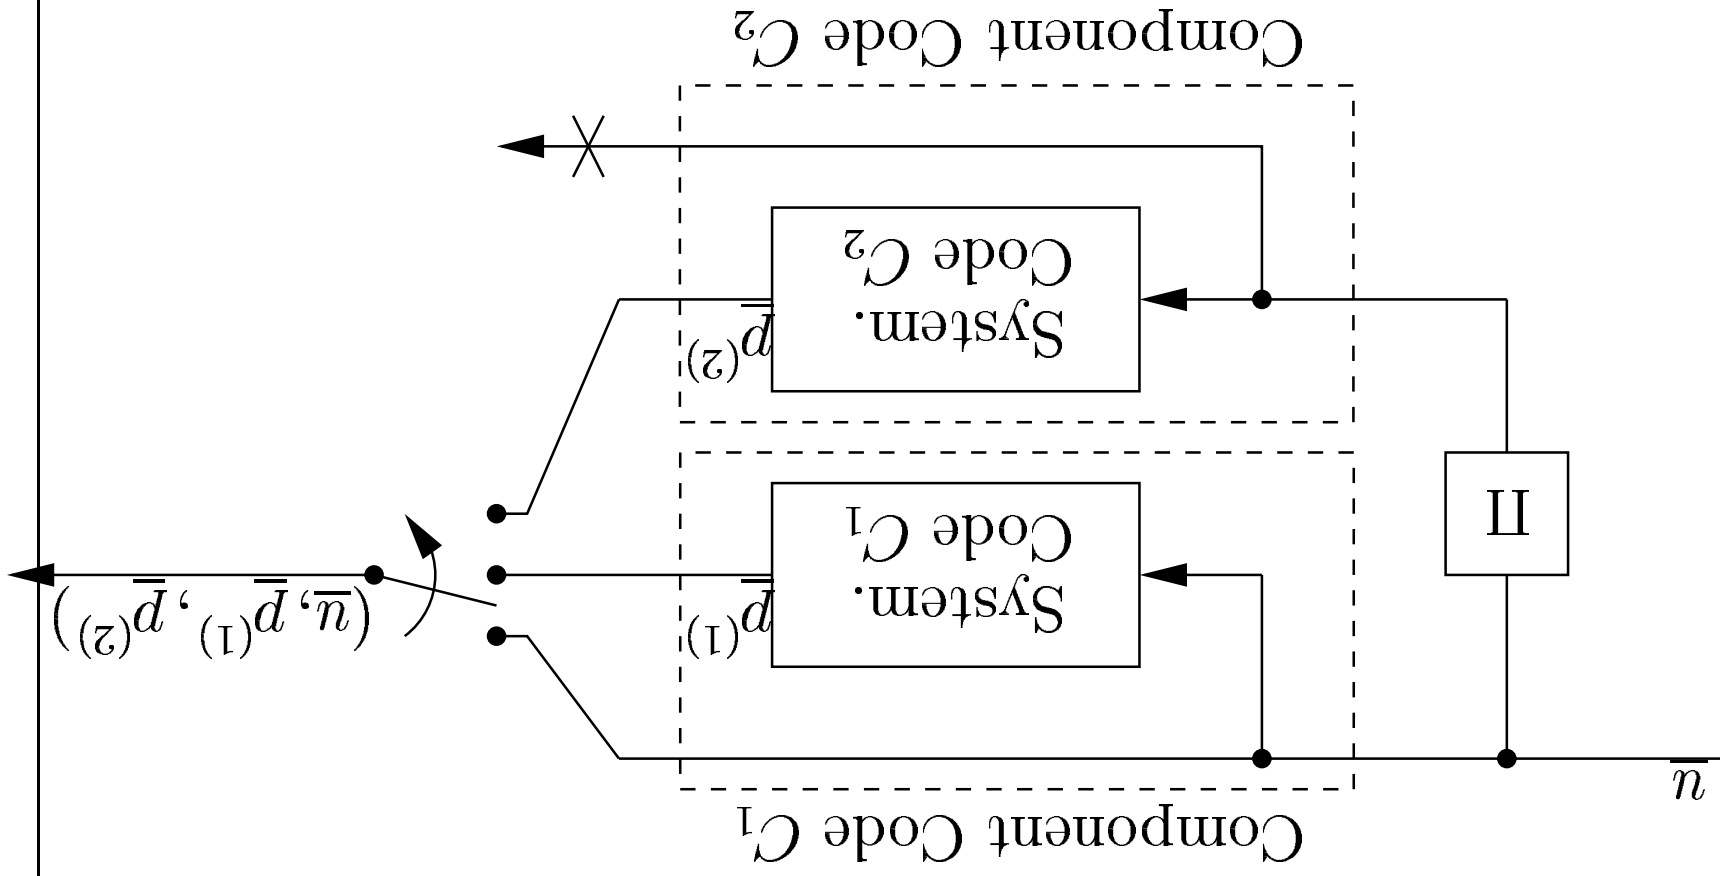 Component Code C₁
u̲
System.
Code C₁
p̲⁽¹⁾
(u̲, p̲⁽¹⁾, p̲⁽²⁾)
Π
System.
Code C₂
p̲⁽²⁾
Component Code C₂